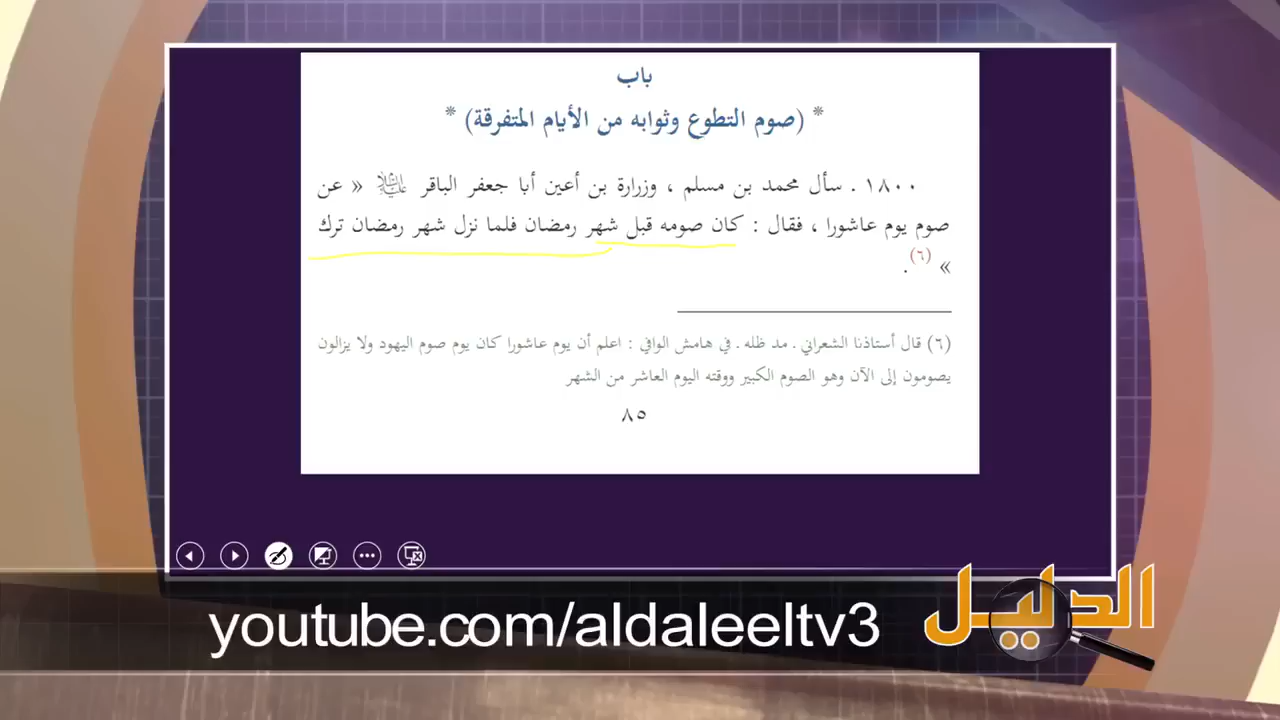 باب
* (صوم التطوع وثوابه من الأيام المتفرقة) *
١٨٠٠ . سأل محمد بن مسلم ، وزرارة بن أعين أبا جعفر الباقر عليه‌السلام « عن
صوم يوم عاشورا ، فقال : كان صومه قبل شهر رمضان فلما نزل شهر رمضان ترك
» (٦) .
(٦) قال أستاذنا الشعراني . مد ظله . في هامش الوافي : اعلم أن يوم عاشورا كان يوم صوم اليهود ولا يزالون
يصومون إلى الآن وهو الصوم الكبير ووقته اليوم العاشر من الشهر
٨٥
الدليل
youtube.com/aldaleeltv3